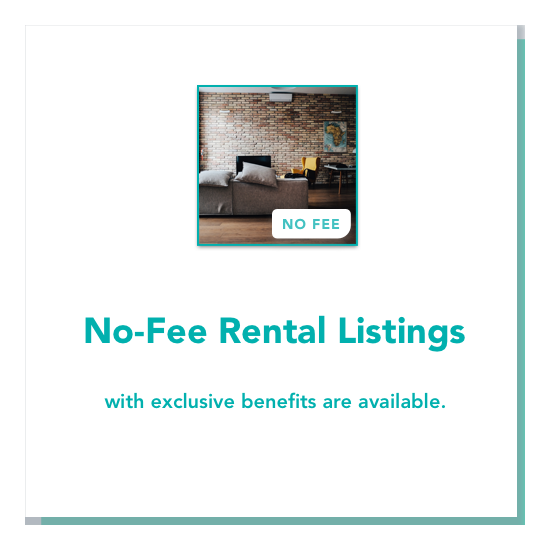 NO FEE
No-Fee Rental Listings
with exclusive benefits are available.